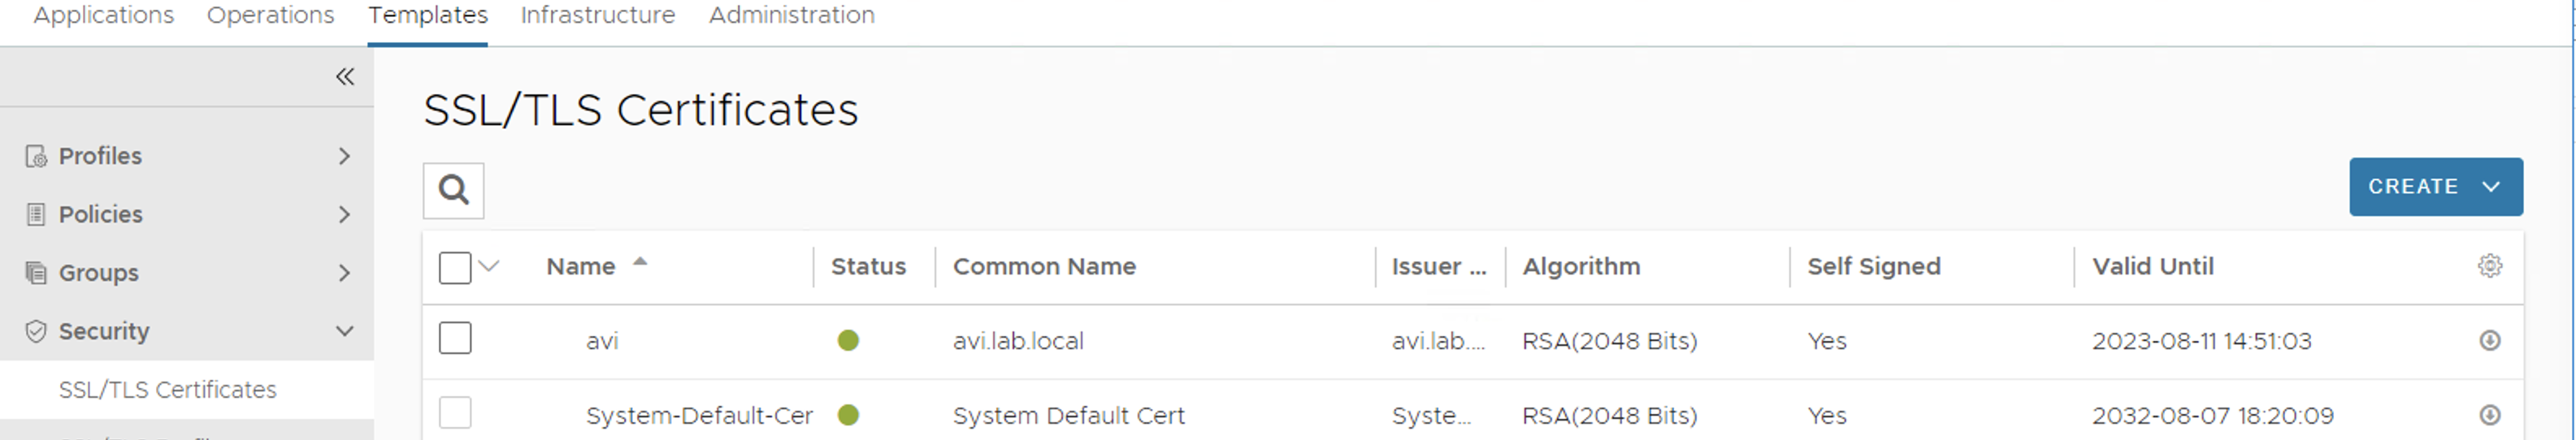 Applications Operations Templates Infrastructure Administration
SSL/TLS Certificates
Profiles
Policies
CREATE
Groups
Name Status Common Name Issuer ... Algorithm Self Signed Valid Until
Security
avi avi.lab.local avi.lab.... RSA(2048 Bits) Yes 2023-08-11 14:51:03
SSL/TLS Certificates
System-Default-Cer System Default Cert Syste... RSA(2048 Bits) Yes 2032-08-07 18:20:09